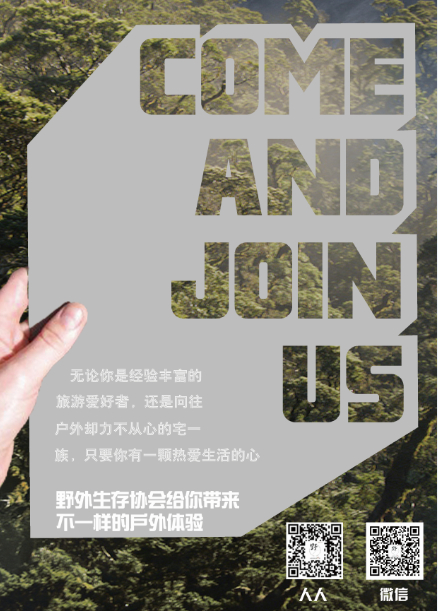 COME
AND
JOIN
US
无论你是经验丰富的
旅游爱好者，还是向往
户外却力不从心的宅一
族，只要你有一颗热爱生活的心
野外生存协会给你带来
不一样的户外体验
野
人人
微信